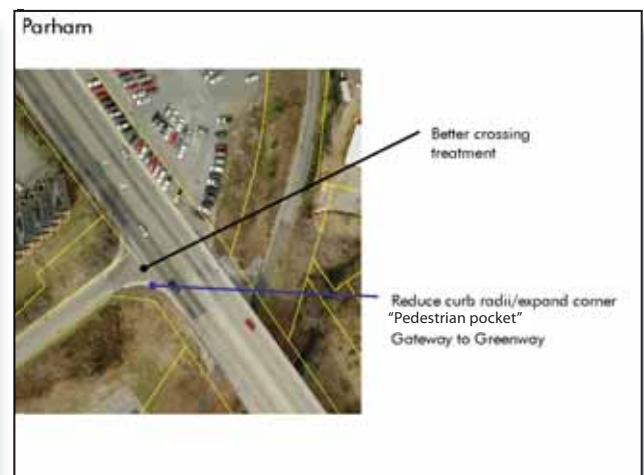 Parham
Better crossing
treatment
Reduce curb radii/expand corner
“Pedestrian pocket”
Gateway to Greenway